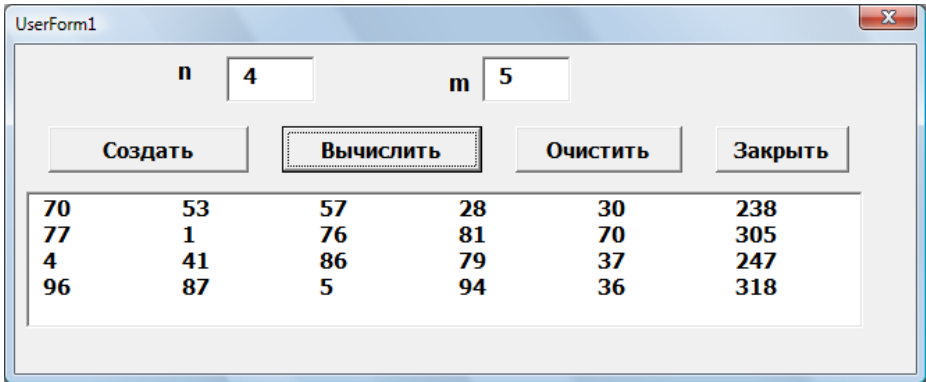 UserForm1
n 4 m 5
Создать Вычислить Очистить Закрыть
70 53 57 28 30 238
77 1 76 81 70 305
4 41 86 79 37 247
96 87 5 94 36 318